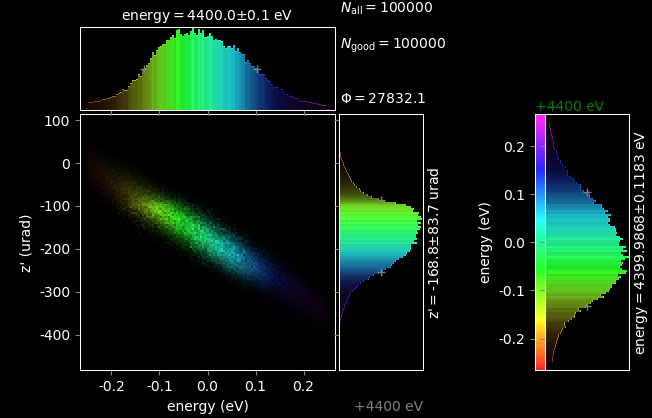 energy = 4400.0±0.1 eV
N_all = 100000
N_good = 100000
Φ = 27832.1
100
0
-100
-200
-300
-400
z' (urad)
-0.2
-0.1
0.0
0.1
0.2
energy (eV)
+4400 eV
z' = -168.8±83.7 urad
+4400 eV
0.2
0.1
0.0
-0.1
-0.2
energy (eV)
energy = 4399.9868±0.1183 eV